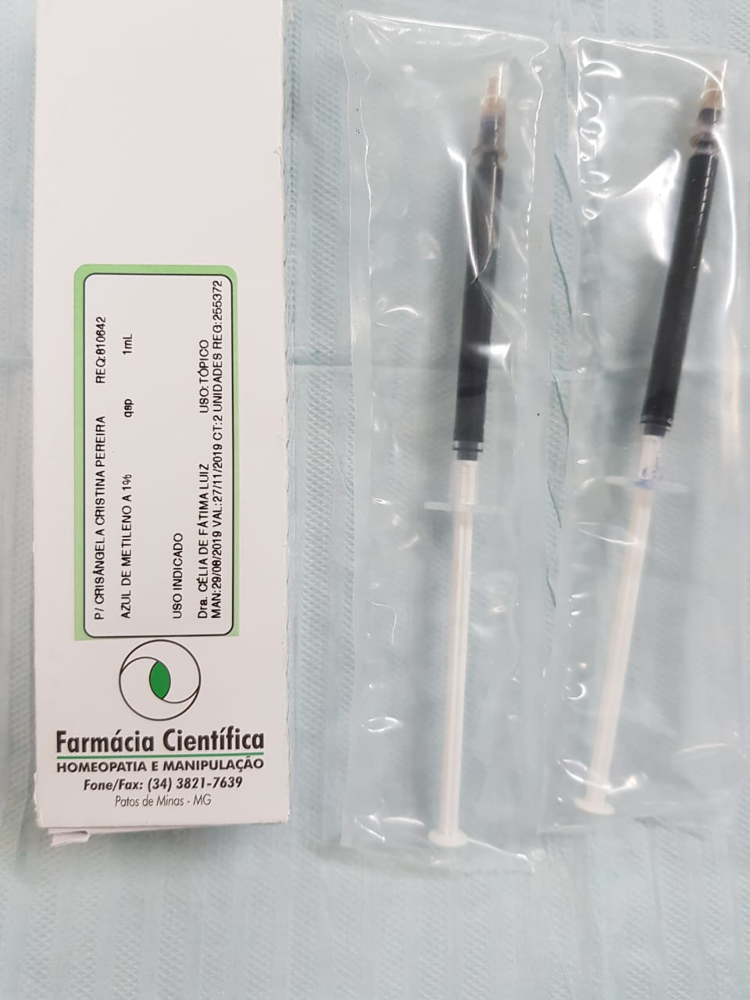 P/ CRISÂNGELA CRISTINA PEREIRA REQ:810642
AZUL DE METILENO A 1% qsp 1mL
USO INDICADO
Dra. CÉLIA DE FÁTIMA LUIZ USO:TÓPICO
MAN:29/08/2019 VAL:27/11/2019 CT:2 UNIDADES REG:255372
Farmácia Científica
HOMEOPATIA E MANIPULAÇÃO
Fone/Fax: (34) 3821-7639
Patos de Minas - MG